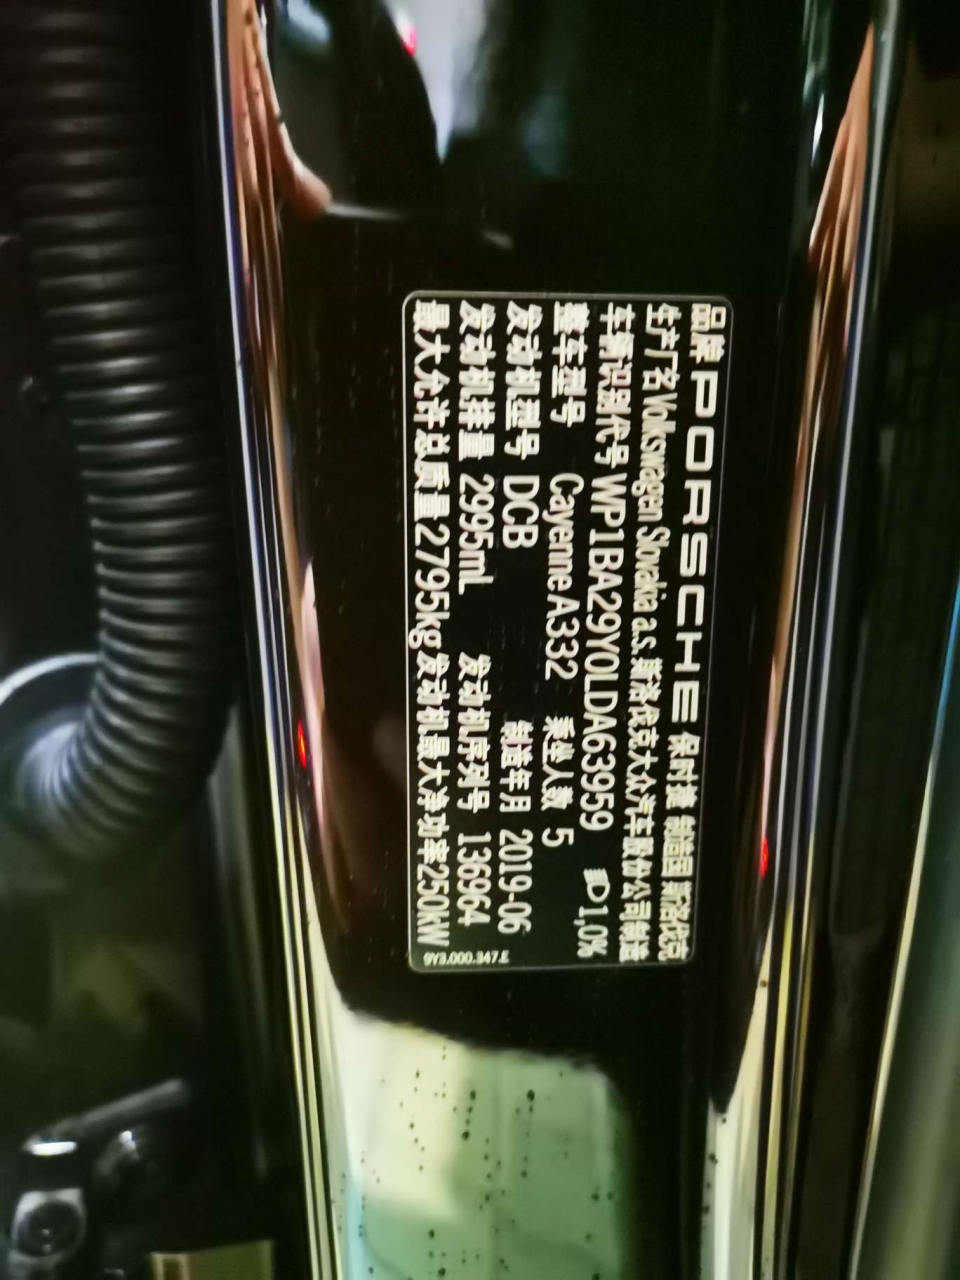 品牌 PORSCHE 保时捷 制造国 斯洛伐克
生产厂名 Volkswagen Slovakia a.s. 斯洛伐克大众汽车股份公司制造
车辆识别代号 WP1BA29Y0LDA63959 1,0%
整车型号 Cayenne A332 乘坐人数 5
发动机型号 DCB 制造年月 2019-06
发动机排量 2995mL 发动机序列号 136964
最大允许总质量 2795kg 发动机最大净功率 250kW
9Y3.000.347.E